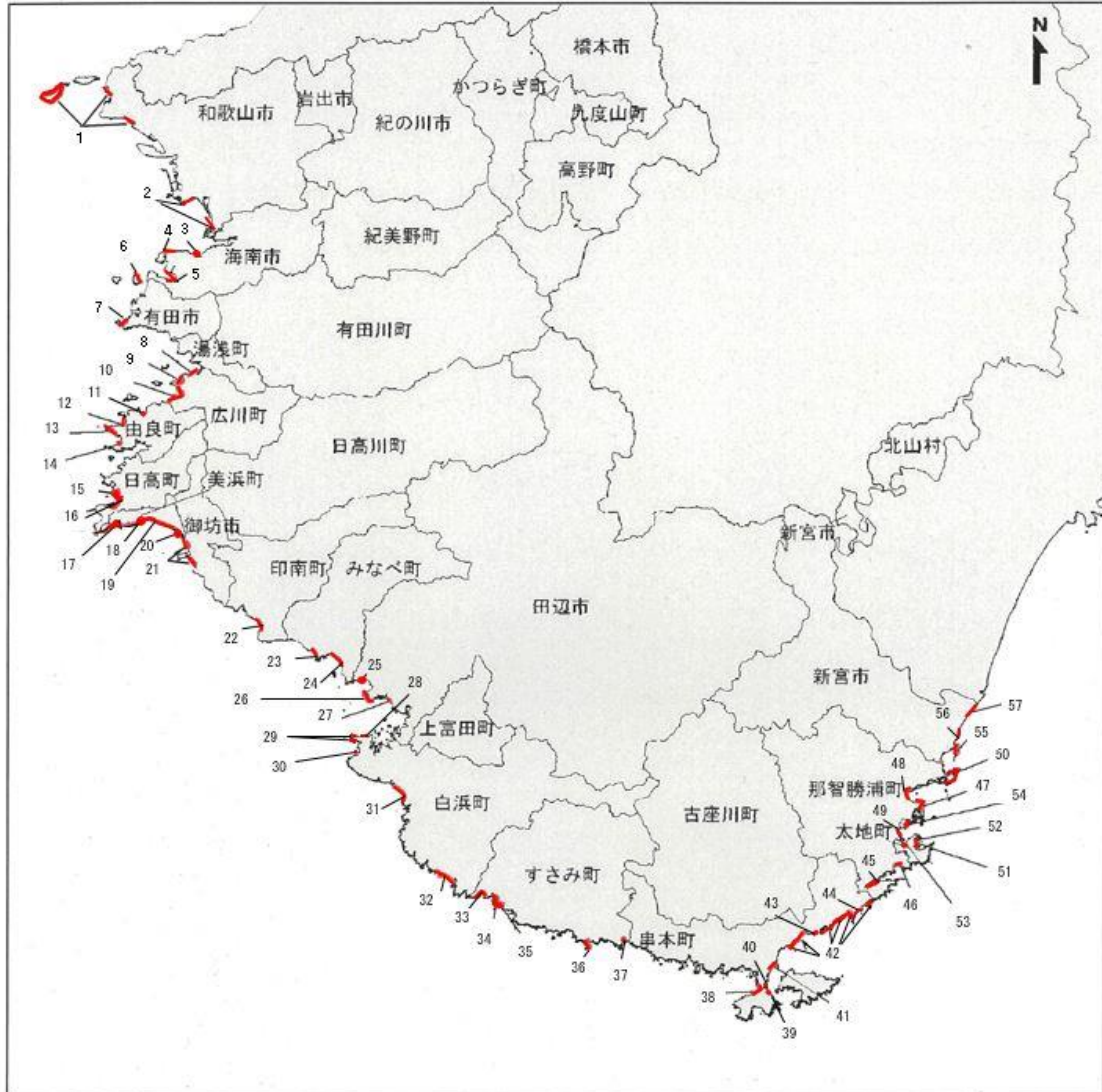 N
橋本市
かつらぎ町
岩出市
和歌山市
紀の川市
九度山町
1
高野町
2
紀美野町
4
3
海南市
6
5
有田市
7
有田川町
8
湯浅町
9
10
11
広川町
12
由良町
13
日高川町
北山村
14
日高町
美浜町
15
16
御坊市
新宮市
17
18
20
19
21
印南町
みなべ町
田辺市
22
23
24
25
新宮市
26
27
28
57
56
29
上富田町
55
30
50
48
那智勝浦町
31
白浜町
47
古座川町
49
54
太地町
52
すさみ町
51
45
32
46
44
53
33
43
34
35
串本町
42
36
37
40
38
41
39